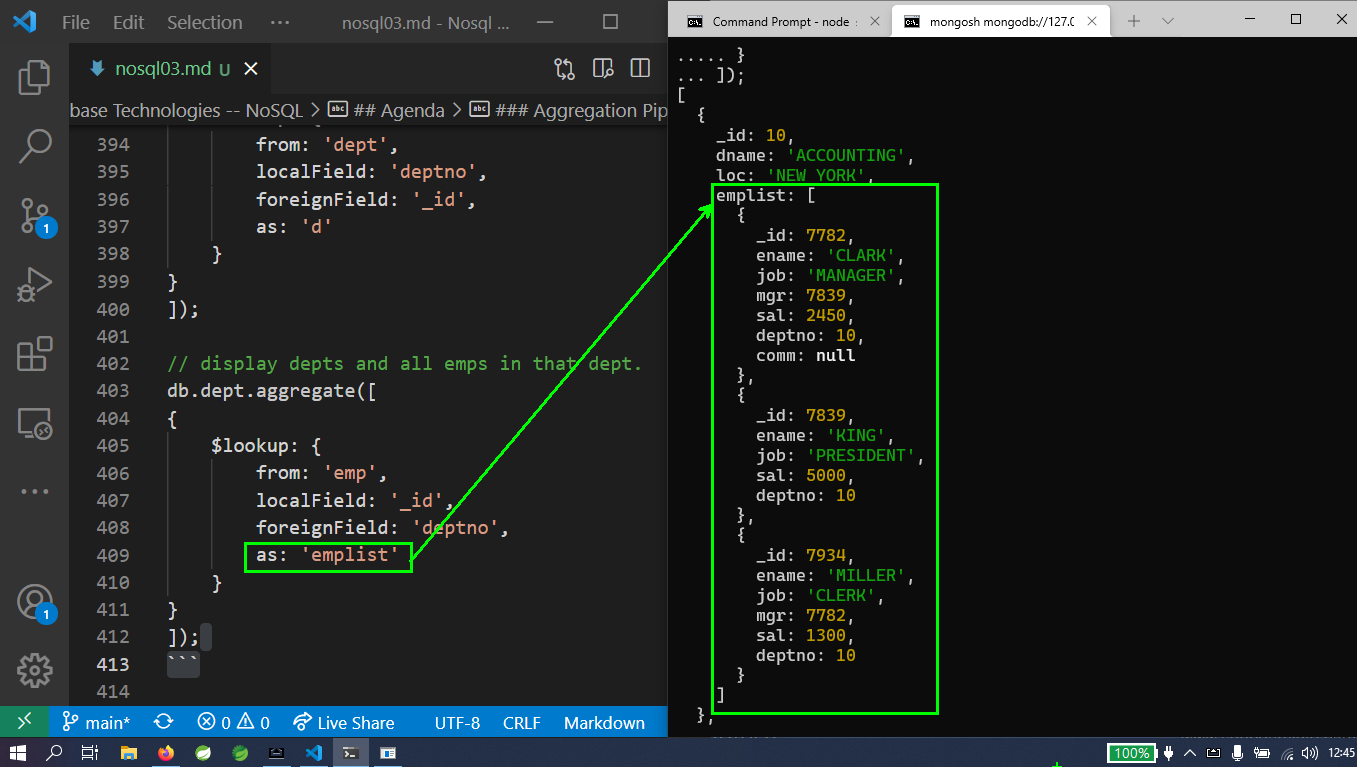 File Edit Selection ··· nosql03.md - Nosql ...
nosql03.md U
base Technologies -- NoSQL > ## Agenda > ### Aggregation Pip
394 from: 'dept',
395 localField: 'deptno',
396 foreignField: '_id',
397 as: 'd'
398 }
399 }
400 ]);
401
402 // display depts and all emps in that dept.
403 db.dept.aggregate([
404 {
405 $lookup: {
406 from: 'emp',
407 localField: '_id',
408 foreignField: 'deptno',
409 as: 'emplist'
410 }
411 }
412 ]);
413 ```
414
1
1
main* 0 0 Live Share UTF-8 CRLF Markdown
Command Prompt - node
mongosh mongodb://127.0
..... }
... ]);
[
{
_id: 10,
dname: 'ACCOUNTING',
loc: 'NEW YORK',
emplist: [
{
_id: 7782,
ename: 'CLARK',
job: 'MANAGER',
mgr: 7839,
sal: 2450,
deptno: 10,
comm: null
},
{
_id: 7839,
ename: 'KING',
job: 'PRESIDENT',
sal: 5000,
deptno: 10
},
{
_id: 7934,
ename: 'MILLER',
job: 'CLERK',
mgr: 7782,
sal: 1300,
deptno: 10
}
]
},
100% 12:45